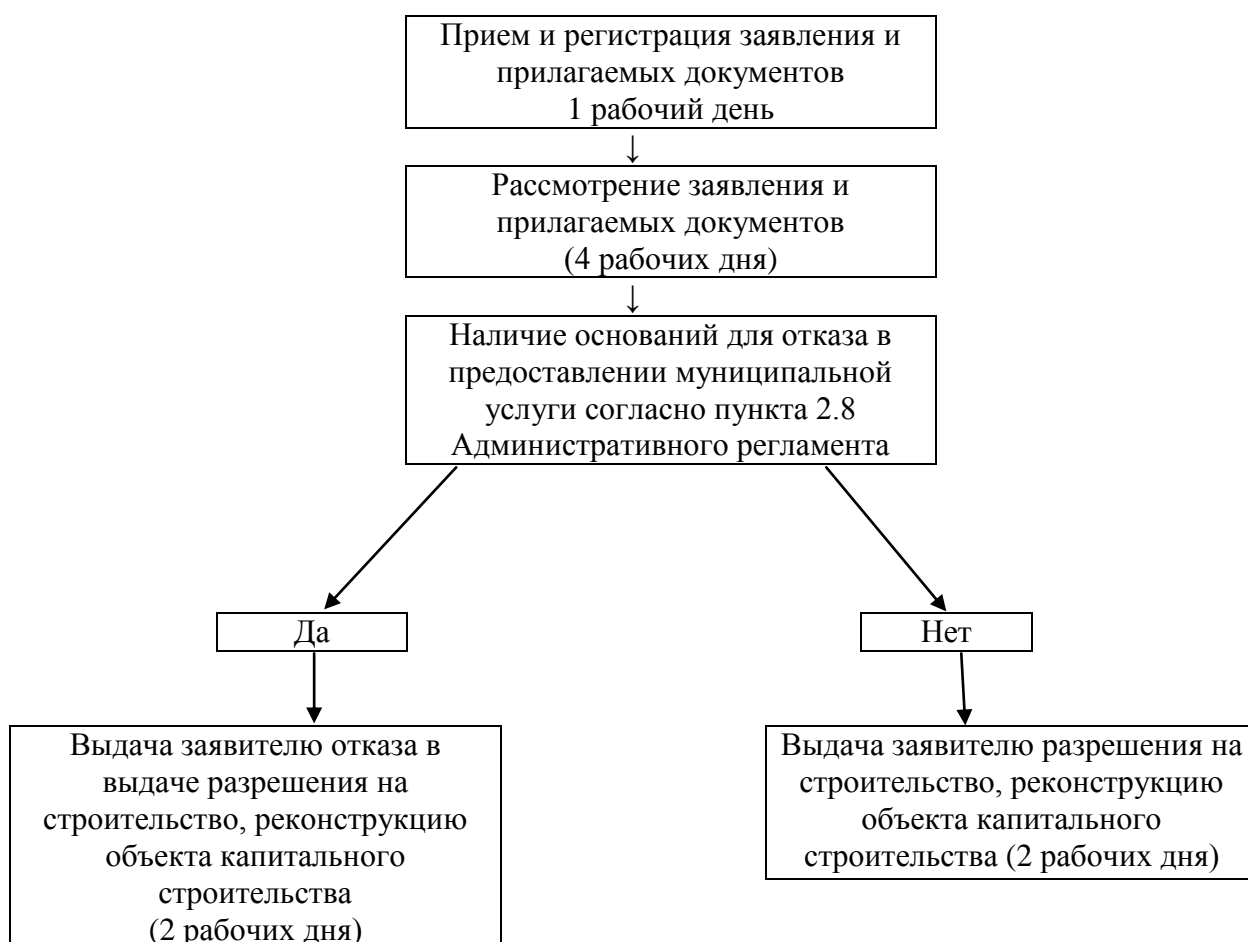 Прием и регистрация заявления и
прилагаемых документов
1 рабочий день
↓
Рассмотрение заявления и
прилагаемых документов
(4 рабочих дня)
↓
Наличие оснований для отказа в
предоставлении муниципальной
услуги согласно пункта 2.8
Административного регламента
Да
Нет
Выдача заявителю отказа в
выдаче разрешения на
строительство, реконструкцию
объекта капитального
строительства
(2 рабочих дня)
Выдача заявителю разрешения на
строительство, реконструкцию
объекта капитального
строительства (2 рабочих дня)